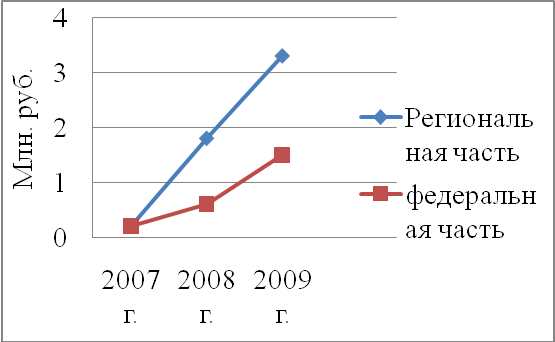 4
3
2
1
0
Млн. руб.
2007 г.
2008 г.
2009 г.
Региональ
ная часть
федеральн
ая часть